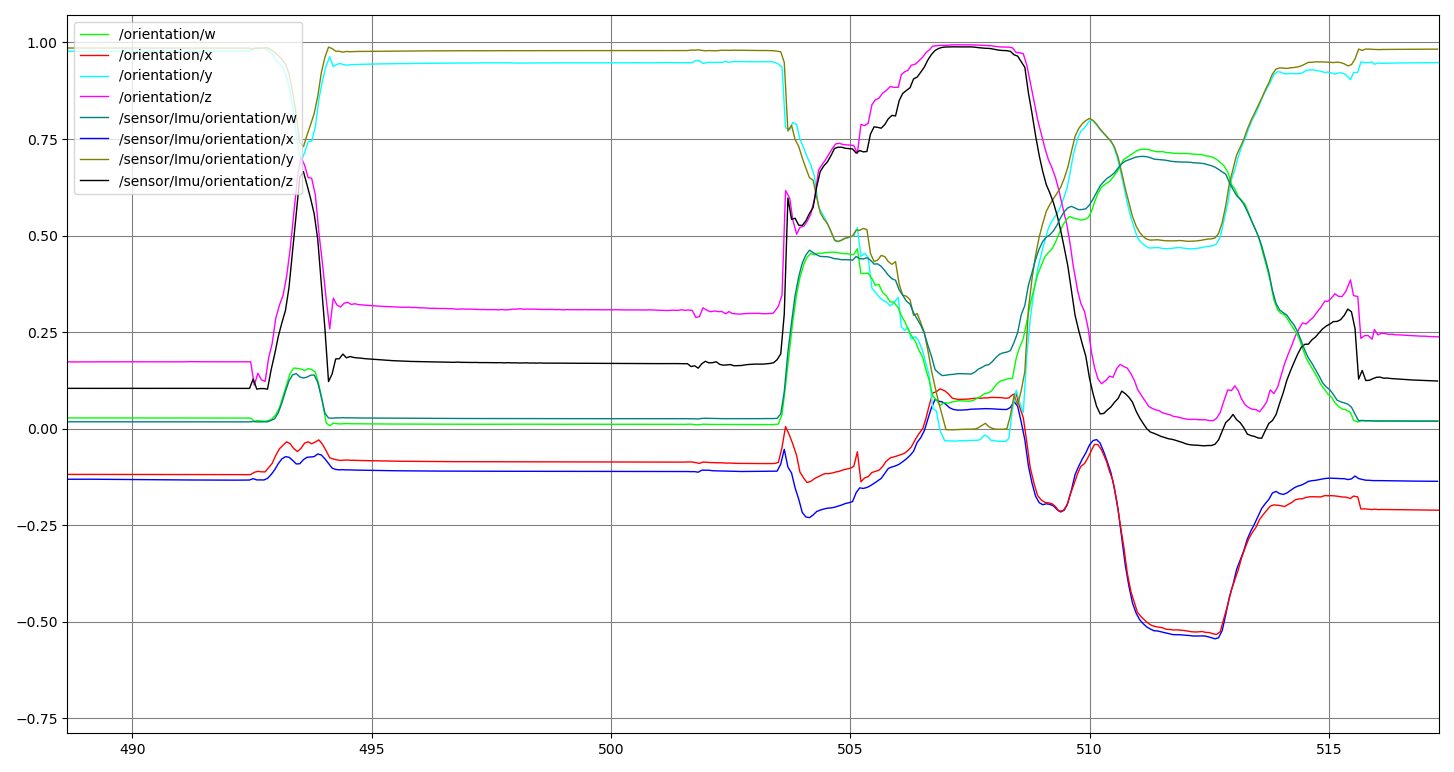 1.00
0.75
0.50
0.25
0.00
−0.25
−0.50
−0.75
/orientation/w
/orientation/x
/orientation/y
/orientation/z
/sensor/Imu/orientation/w
/sensor/Imu/orientation/x
/sensor/Imu/orientation/y
/sensor/Imu/orientation/z
490 495 500 505 510 515